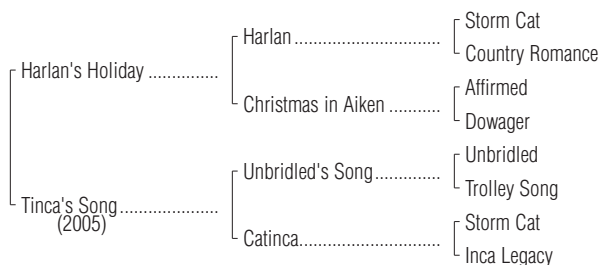 Storm Cat
Harlan ................................
Country Romance
Harlan's Holiday ...............
Affirmed
Christmas in Aiken ...........
Dowager
Unbridled
Unbridled's Song..............
Trolley Song
Tinca's Song.....................
(2005)
Storm Cat
Catinca..............................
Inca Legacy